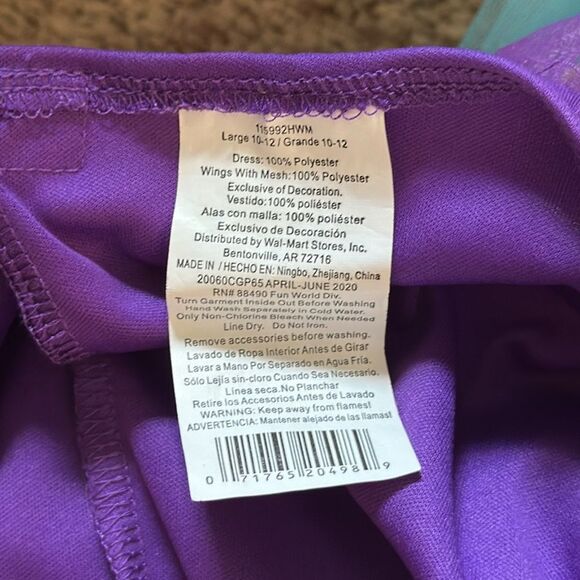 115992HWM
Large 10-12 / Grande 10-12
Dress: 100% Polyester
Wings With Mesh:100% Polyester
Exclusive of Decoration.
Vestido: 100% poliéster
Alas con malla: 100% poliéster
Exclusivo de Decoración
Distributed by Wal-Mart Stores, Inc.
Bentonville, AR 72716
MADE IN / HECHO EN: Ningbo, Zhejiang, China
20060CGP65 APRIL-JUNE 2020
RN# 88490 Fun World Div.
Turn Garment Inside Out Before Washing
Hand Wash Separately in Cold Water.
Only Non-Chlorine Bleach When Needed
Line Dry. Do Not Iron.
Remove accessories before washing.
Lavado de Ropa Interior Antes de Girar
Lavar a Mano Por Separado en Agua Fría.
Sólo Lejía sin-cloro Cuando Sea Necesario.
Línea seca. No Planchar
Retire los Accesorios Antes de Lavado
WARNING: Keep away from flames!
ADVERTENCIA: Mantener alejado de las llamas!
0 71765 20498 9